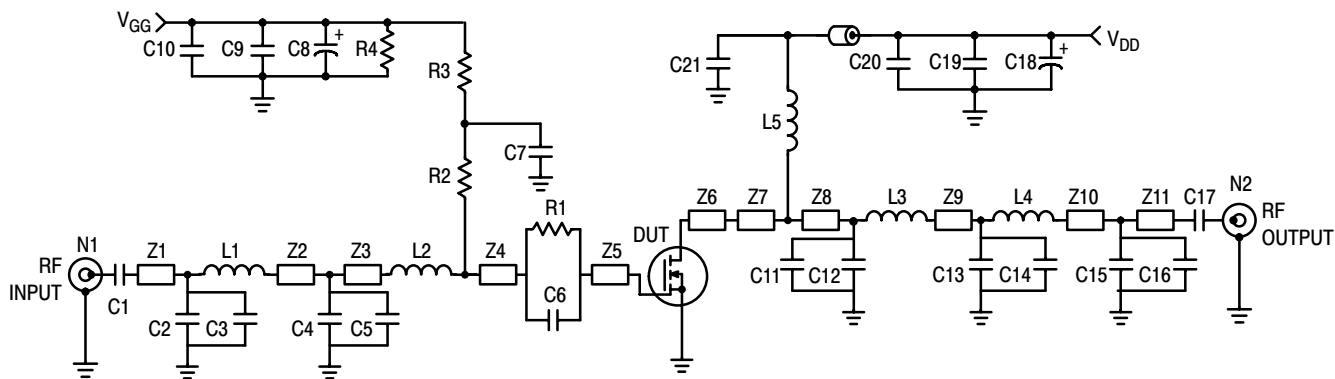 VGG
C10
C9
C8
+
R4
R3
C7
R2
C21
L5
C20
C19
C18
+
VDD
N1
RF
INPUT
C1
Z1
L1
Z2
Z3
L2
Z4
R1
C6
Z5
DUT
C2
C3
C4
C5
Z6
Z7
Z8
L3
Z9
L4
Z10
Z11
C17
N2
RF
OUTPUT
C11
C12
C13
C14
C15
C16